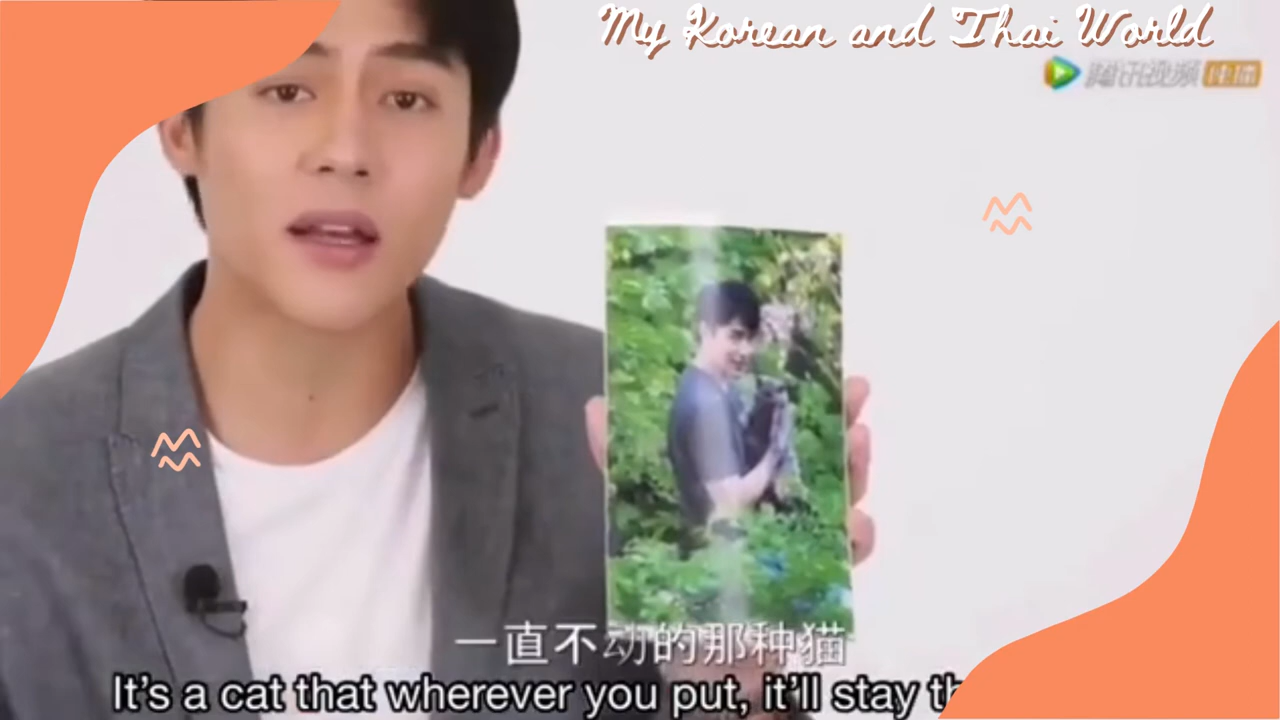 My Korean and Thai World
腾讯视频
一直不动的那种猫
It's a cat that wherever you put, it'll stay